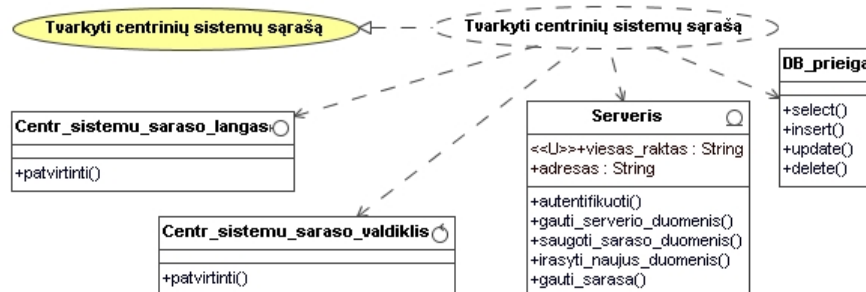 Tvarkyti centrinių sistemų sąrašą
Tvarkyti centrinių sistemų sąrašą
Centr_sistemu_saraso_langas
+patvirtinti()
Centr_sistemu_saraso_valdiklis
+patvirtinti()
Serveris
<<U>>+viesas_raktas : String
+adresas : String
+autentifikuoti()
+gauti_serverio_duomenis()
+saugoti_saraso_duomenis()
+irasyti_naujus_duomenis()
+gauti_sarasa()
DB_prieiga
+select()
+insert()
+update()
+delete()